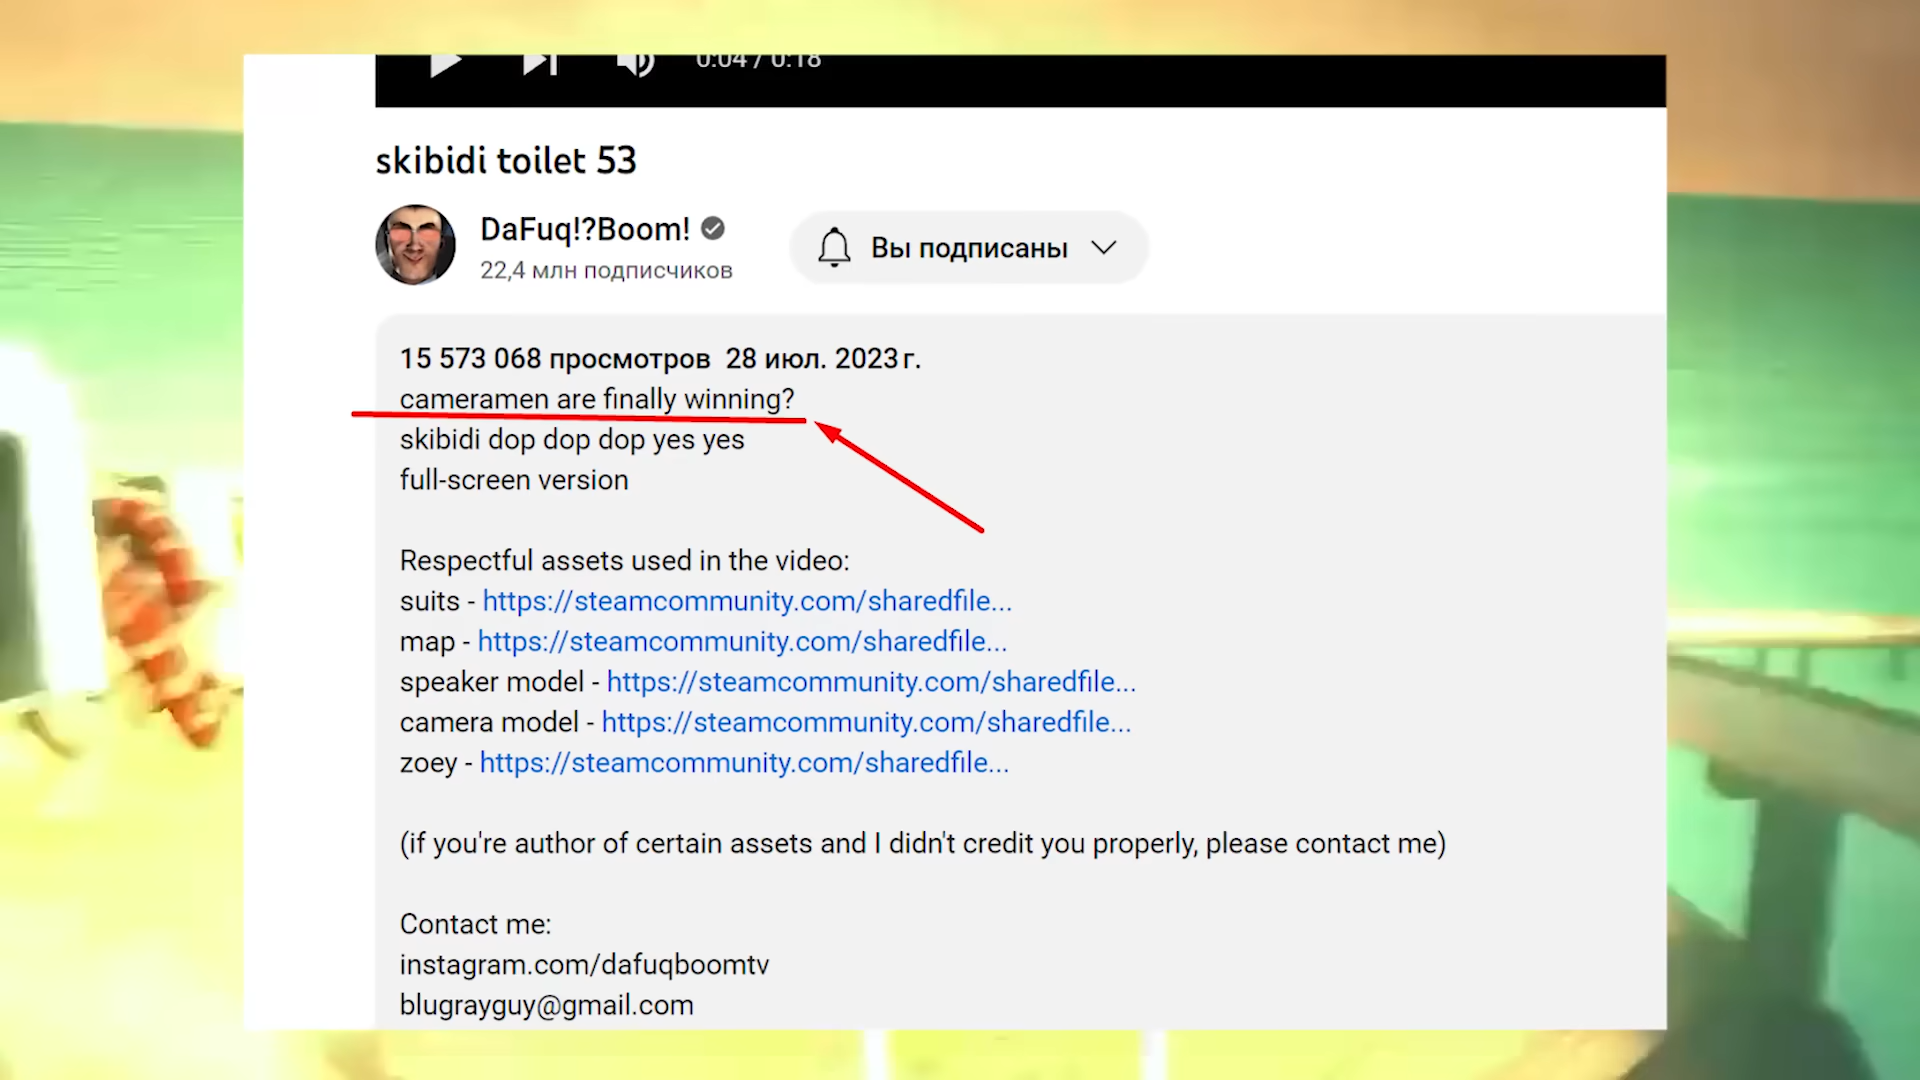 0:04 / 0:18
skibidi toilet 53
DaFuq!?Boom!
22,4 млн подписчиков
Вы подписаны
15 573 068 просмотров 28 июл. 2023 г.
cameramen are finally winning?
skibidi dop dop dop yes yes
full-screen version
Respectful assets used in the video:
suits - https://steamcommunity.com/sharedfile...
map - https://steamcommunity.com/sharedfile...
speaker model - https://steamcommunity.com/sharedfile...
camera model - https://steamcommunity.com/sharedfile...
zoey - https://steamcommunity.com/sharedfile...
(if you're author of certain assets and I didn't credit you properly, please contact me)
Contact me:
instagram.com/dafuqboomtv
blugrayguy@gmail.com